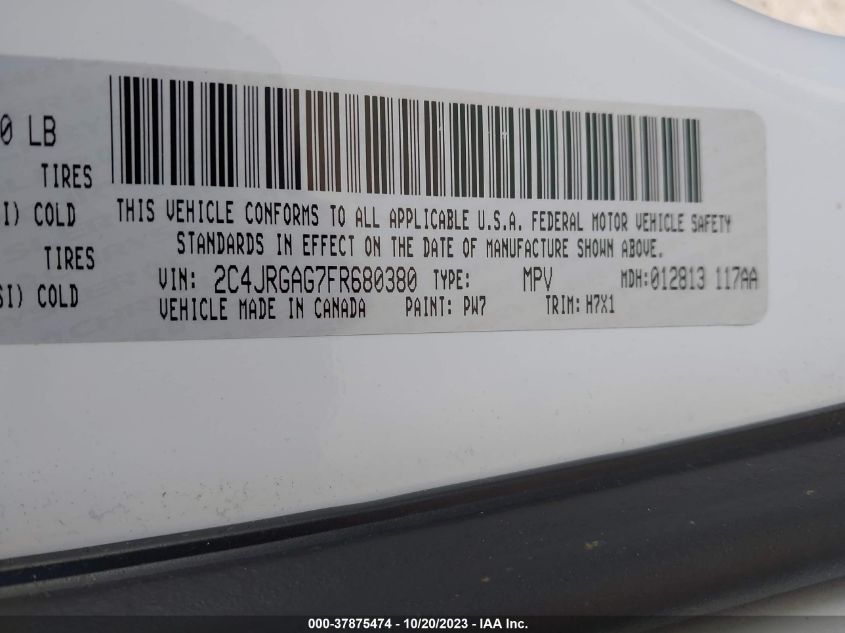 0 LB
TIRES
I) COLD
TIRES
SI) COLD
THIS VEHICLE CONFORMS TO ALL APPLICABLE U.S.A. FEDERAL MOTOR VEHICLE SAFETY
STANDARDS IN EFFECT ON THE DATE OF MANUFACTURE SHOWN ABOVE.
VIN: 2C4JRGAG7FR680380 TYPE: MPV MDH:012813 117AA
VEHICLE MADE IN CANADA PAINT: PW7 TRIM: H7X1
000-37875474 - 10/20/2023 - IAA Inc.